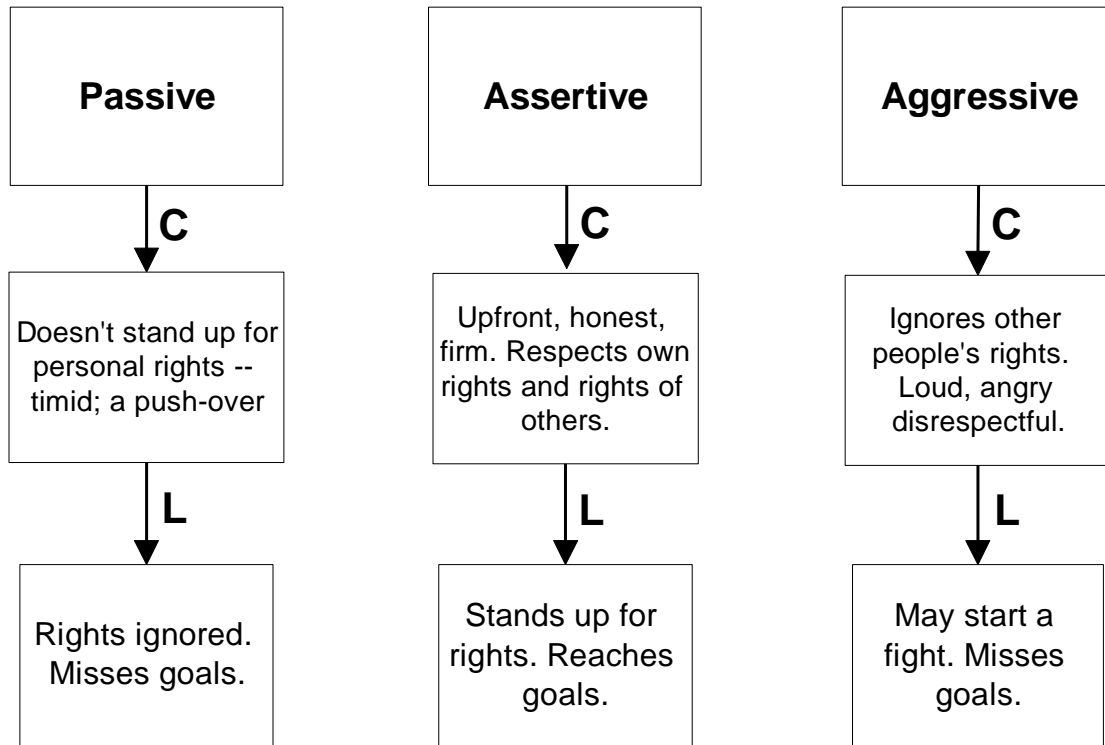 Passive
Assertive
Aggressive
C
C
C
Doesn't stand up for
personal rights --
timid; a push-over
Upfront, honest,
firm. Respects own
rights and rights of
others.
Ignores other
people's rights.
Loud, angry
disrespectful.
L
L
L
Rights ignored.
Misses goals.
Stands up for
rights. Reaches
goals.
May start a
fight. Misses
goals.